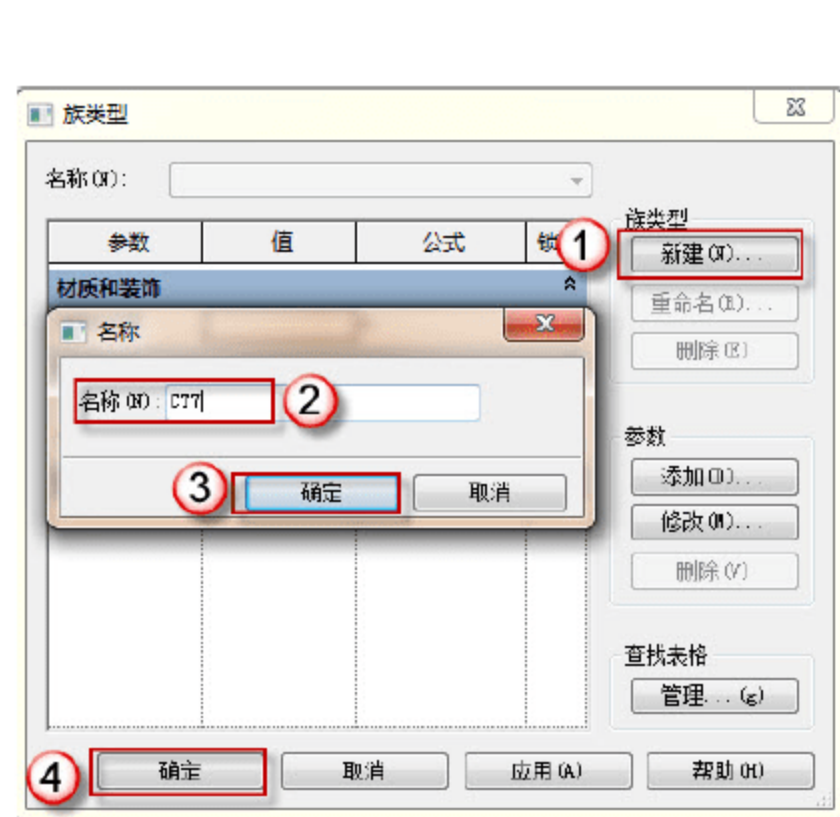 族类型
名称(N):
参数 值 公式 锁
1
族类型
新建(N)...
材质和装饰
重命名(R)...
名称
删除(E)
名称(N): CT7
2
参数
添加(D)...
3
确定 取消
修改(M)...
删除(V)
查找表格
管理...(g)
4
确定 取消 应用(A) 帮助(H)